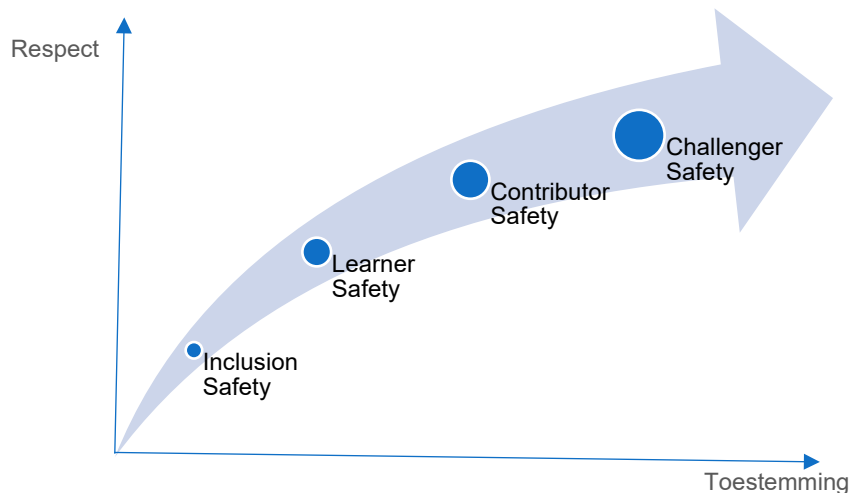 Respect
Challenger
Safety
Contributor
Safety
Learner
Safety
Inclusion
Safety
Toestemming